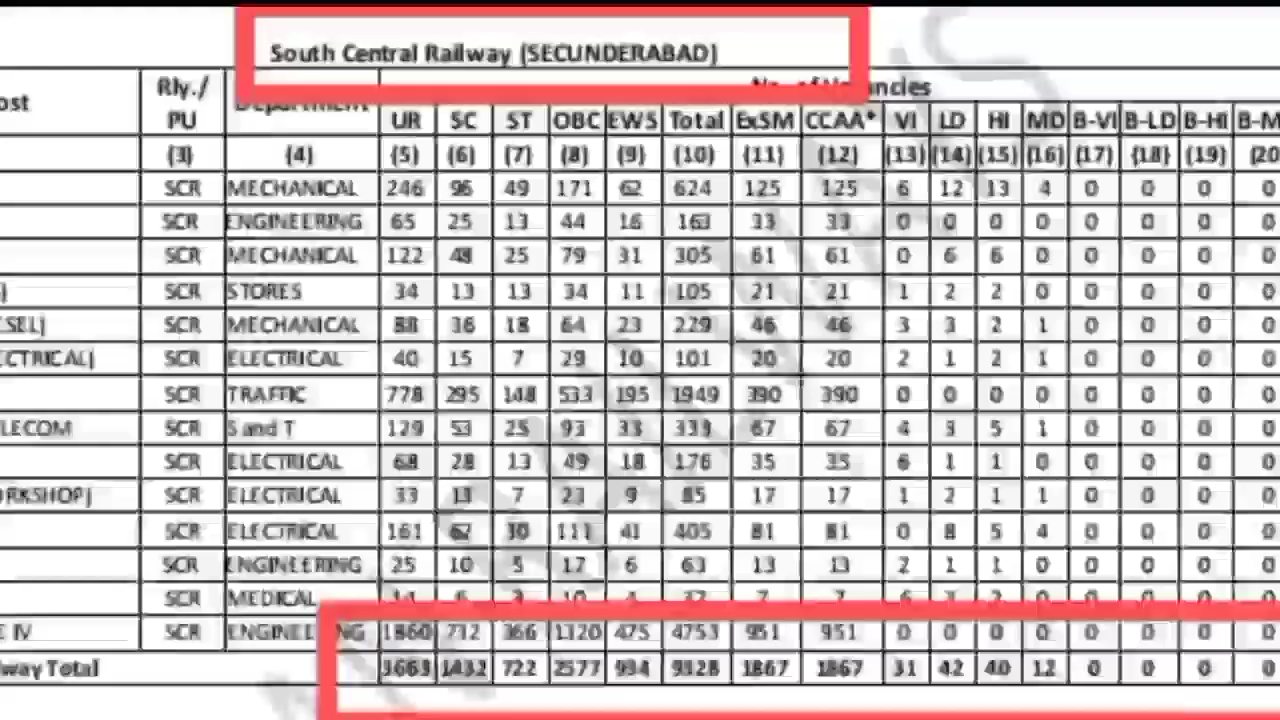 South Central Railway (SECUNDERABAD)
ost Rly./ PU Department No. of Vacancies
UR SC ST OBC EWS Total ExSM CCAA* VI LD HI MD B-VI B-LD B-HI B-M
(3) (4) (5) (6) (7) (8) (9) (10) (11) (12) (13) (14) (15) (16) (17) (18) (19) (20
SCR MECHANICAL 246 96 49 171 62 624 125 125 6 12 13 4 0 0 0 0
SCR ENGINEERING 65 25 13 44 16 163 33 33 0 0 0 0 0 0 0 0
SCR MECHANICAL 122 48 25 79 31 305 61 61 0 6 6 0 0 0 0 0
) SCR STORES 34 13 13 34 11 105 21 21 1 2 2 0 0 0 0 0
ESEL) SCR MECHANICAL 88 36 18 64 23 229 46 46 3 3 2 1 0 0 0 0
ECTRICAL) SCR ELECTRICAL 40 15 7 29 10 101 20 20 2 1 2 1 0 0 0 0
SCR TRAFFIC 778 295 148 533 195 1949 390 390 0 0 0 0 0 0 0 0
LECOM SCR S and T 129 53 25 93 33 333 67 67 4 3 5 1 0 0 0 0
SCR ELECTRICAL 68 28 13 49 18 176 35 35 6 1 1 0 0 0 0 0
ORKSHOP) SCR ELECTRICAL 33 13 7 23 9 85 17 17 1 2 1 1 0 0 0 0
SCR ELECTRICAL 161 62 30 111 41 405 81 81 0 8 5 4 0 0 0 0
SCR ENGINEERING 25 10 5 17 6 63 13 13 2 1 1 0 0 0 0 0
SCR MEDICAL 0 0 0 0 0
E IV SCR ENGINEERING 1860 732 366 1320 475 4753 951 951 0 0 0 0 0 0 0 0
lway Total 3663 1432 722 2577 934 9328 1867 1867 31 42 40 12 0 0 0 0